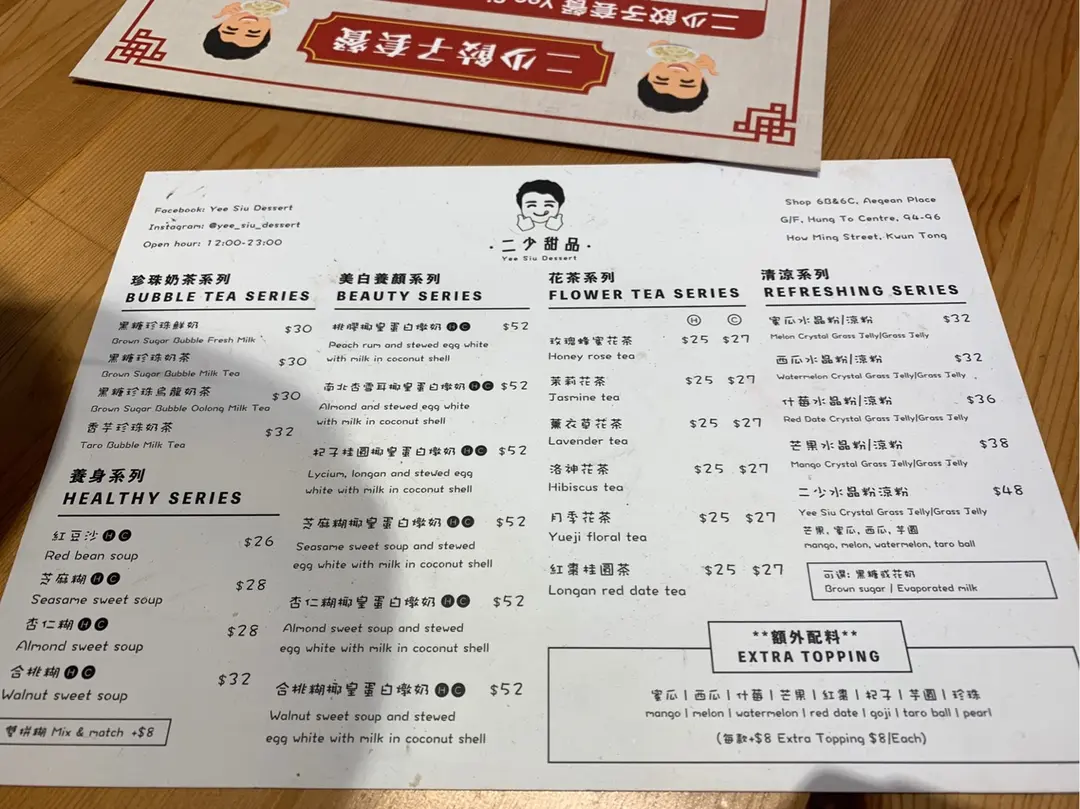 二少餃子套餐 Yee Si
二少餃子套餐
Facebook: Yee Siu Dessert
Instagram: @yee_siu_dessert
Open hour: 12:00-23:00
·二少甜品·
Yee Siu Dessert
Shop 6B&6C, Aegean Place
G/F, Hung To Centre, 94-96
How Ming Street, Kwun Tong
珍珠奶茶系列
BUBBLE TEA SERIES
黑糖珍珠鮮奶 $30
Brown Sugar Bubble Fresh Milk
黑糖珍珠奶茶 $30
Brown Sugar Bubble Milk Tea
黑糖珍珠烏龍奶茶 $30
Brown Sugar Bubble Oolong Milk Tea
香芋珍珠奶茶 $32
Taro Bubble Milk Tea
養身系列
HEALTHY SERIES
紅豆沙 H C $26
Red bean soup
芝麻糊 H C $28
Seasame sweet soup
杏仁糊 H C $28
Almond sweet soup
合桃糊 H C $32
Walnut sweet soup
雙拼糊 Mix & match +$8
美白養顏系列
BEAUTY SERIES
桃膠椰皇蛋白燉奶 H C $52
Peach rum and stewed egg white
with milk in coconut shell
南北杏雪耳椰皇蛋白燉奶 H C $52
Almond and stewed egg white
with milk in coconut shell
杞子桂圓椰皇蛋白燉奶 H C $52
Lycium, longan and stewed egg
white with milk in coconut shell
芝麻糊椰皇蛋白燉奶 H C $52
Seasame sweet soup and stewed
egg white with milk in coconut shell
杏仁糊椰皇蛋白燉奶 H C $52
Almond sweet soup and stewed
egg white with milk in coconut shell
合桃糊椰皇蛋白燉奶 H C $52
Walnut sweet soup and stewed
egg white with milk in coconut shell
花茶系列
FLOWER TEA SERIES
H C
玫瑰蜂蜜花茶 $25 $27
Honey rose tea
茉莉花茶 $25 $27
Jasmine tea
薰衣草花茶 $25 $27
Lavender tea
洛神花茶 $25 $27
Hibiscus tea
月季花茶 $25 $27
Yueji floral tea
紅棗桂圓茶 $25 $27
Longan red date tea
清涼系列
REFRESHING SERIES
蜜瓜水晶粉/涼粉 $32
Melon Crystal Grass Jelly/Grass Jelly
西瓜水晶粉/涼粉 $32
Watermelon Crystal Grass Jelly/Grass Jelly
什莓水晶粉/涼粉 $36
Red Date Crystal Grass Jelly/Grass Jelly
芒果水晶粉/涼粉 $38
Mango Crystal Grass Jelly/Grass Jelly
二少水晶粉涼粉 $48
Yee Siu Crystal Grass Jelly/Grass Jelly
芒果, 蜜瓜, 西瓜, 芋圓
mango, melon, watermelon, taro ball
可選: 黑糖或花奶
Brown sugar / Evaporated milk
**額外配料**
EXTRA TOPPING
蜜瓜 | 西瓜 | 什莓 | 芒果 | 紅棗 | 杞子 | 芋圓 | 珍珠
mango | melon | watermelon | red date | goji | taro ball | pearl
(每款+$8 Extra Topping $8/Each)